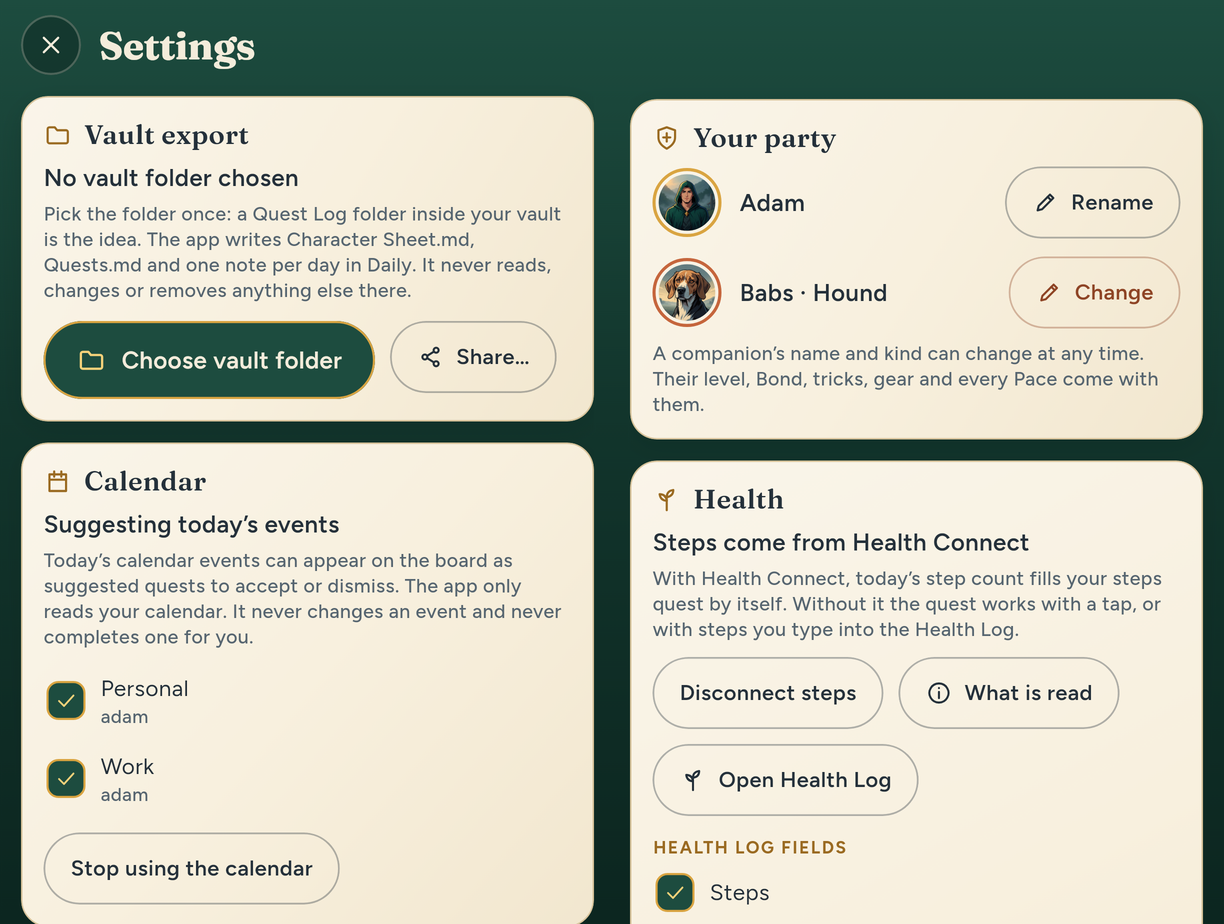 Settings
Vault export
No vault folder chosen
Pick the folder once: a Quest Log folder inside your vault
is the idea. The app writes Character Sheet.md,
Quests.md and one note per day in Daily. It never reads,
changes or removes anything else there.
Choose vault folder
Share...
Calendar
Suggesting today’s events
Today’s calendar events can appear on the board as
suggested quests to accept or dismiss. The app only
reads your calendar. It never changes an event and never
completes one for you.
Personal
adam
Work
adam
Stop using the calendar
Your party
Adam
Rename
Babs · Hound
Change
A companion’s name and kind can change at any time.
Their level, Bond, tricks, gear and every Pace come with
them.
Health
Steps come from Health Connect
With Health Connect, today’s step count fills your steps
quest by itself. Without it the quest works with a tap, or
with steps you type into the Health Log.
Disconnect steps
What is read
Open Health Log
HEALTH LOG FIELDS
Steps